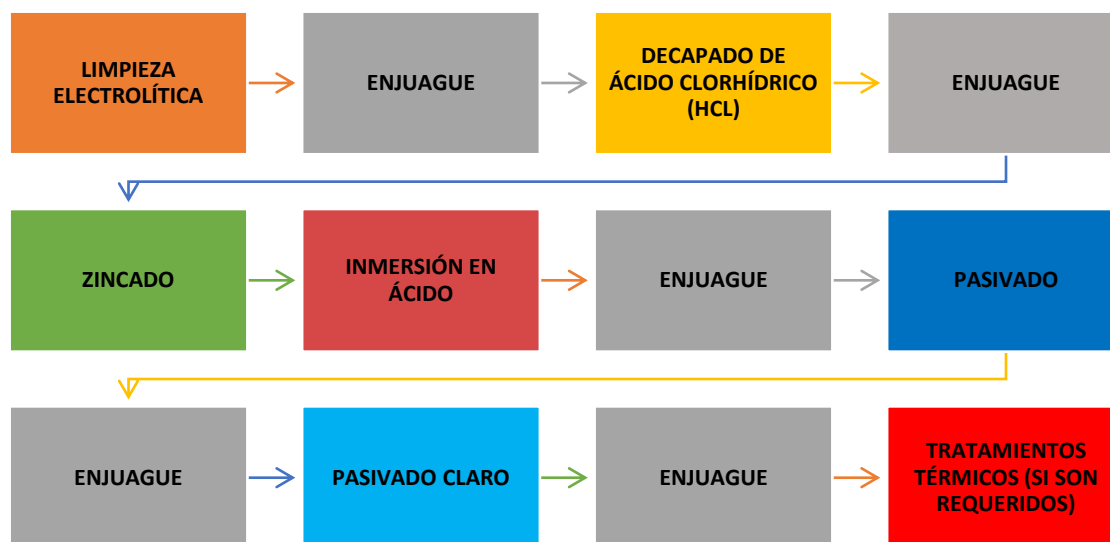 LIMPIEZA
ELECTROLÍTICA
ENJUAGUE
DECAPADO DE
ÁCIDO CLORHÍDRICO
(HCL)
ENJUAGUE
ZINCADO
INMERSIÓN EN
ÁCIDO
ENJUAGUE
PASIVADO
ENJUAGUE
PASIVADO CLARO
ENJUAGUE
TRATAMIENTOS
TÉRMICOS (SI SON
REQUERIDOS)